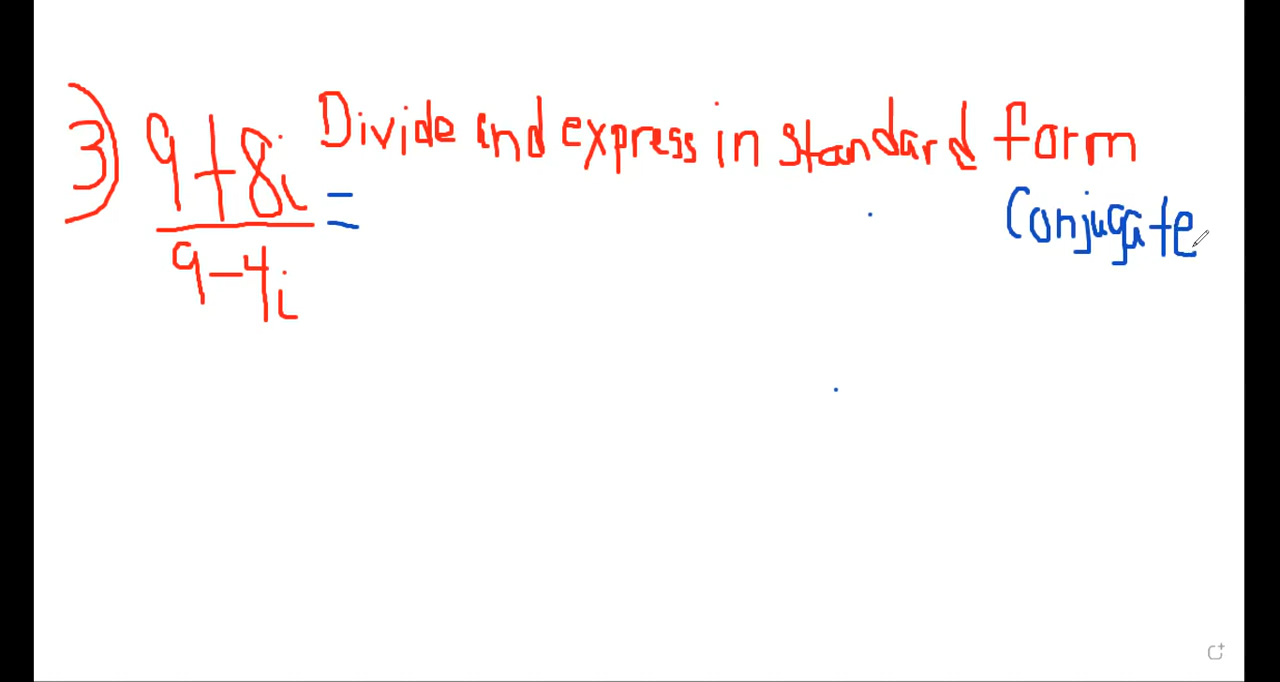 3) 9+8i Divide and express in standard form
= Conjugate
9-4i